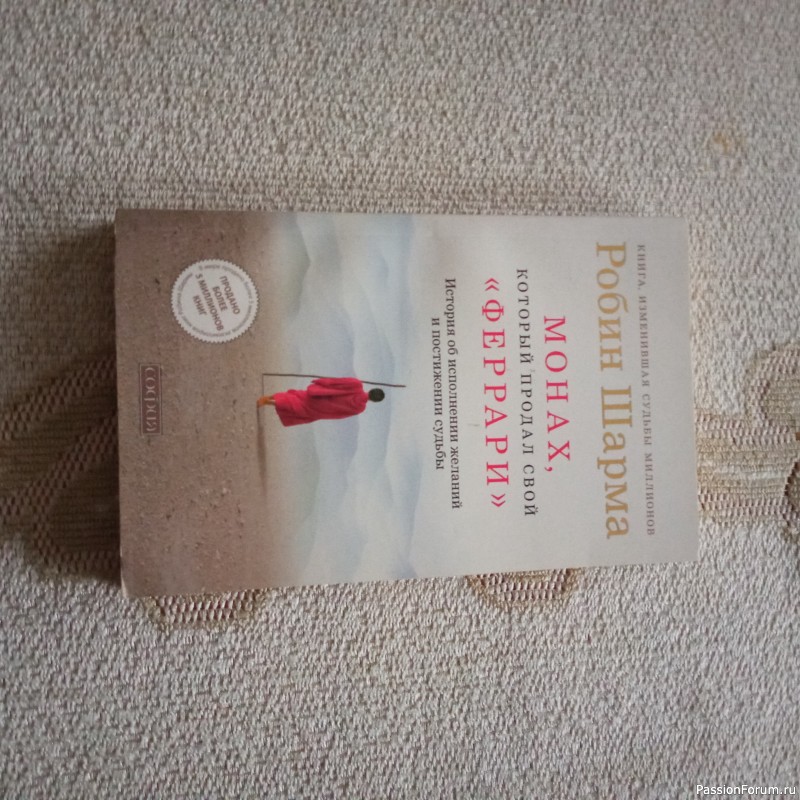 КНИГА, ИЗМЕНИВШАЯ СУДЬБЫ МИЛЛИОНОВ
Робин Шарма
МОНАХ,
КОТОРЫЙ ПРОДАЛ СВОЙ
«ФЕРРАРИ»
История об исполнении желаний
и постижении судьбы
ПРОДАНО
БОЛЕЕ
3 МИЛЛИОНОВ
КНИГ
СОФИЯ
PassionForum.ru